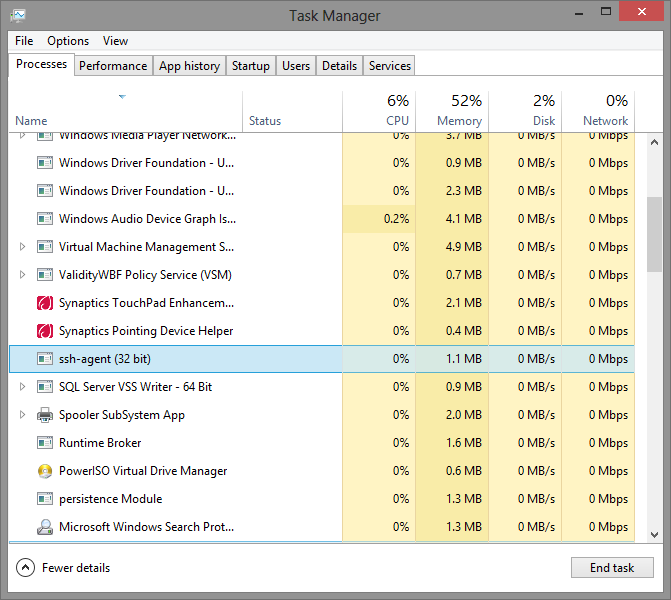 Task Manager
File Options View
Processes Performance App history Startup Users Details Services
6% 52% 2% 0%
Name Status CPU Memory Disk Network
Windows Media Player Network... 0% 3.7 MB 0 MB/s 0 Mbps
Windows Driver Foundation - U... 0% 0.9 MB 0 MB/s 0 Mbps
Windows Driver Foundation - U... 0% 2.3 MB 0 MB/s 0 Mbps
Windows Audio Device Graph Is... 0.2% 4.1 MB 0 MB/s 0 Mbps
Virtual Machine Management S... 0% 4.9 MB 0 MB/s 0 Mbps
ValidityWBF Policy Service (VSM) 0% 0.7 MB 0 MB/s 0 Mbps
Synaptics TouchPad Enhancem... 0% 2.1 MB 0 MB/s 0 Mbps
Synaptics Pointing Device Helper 0% 0.4 MB 0 MB/s 0 Mbps
ssh-agent (32 bit) 0% 1.1 MB 0 MB/s 0 Mbps
SQL Server VSS Writer - 64 Bit 0% 0.9 MB 0 MB/s 0 Mbps
Spooler SubSystem App 0% 2.0 MB 0 MB/s 0 Mbps
Runtime Broker 0% 1.6 MB 0 MB/s 0 Mbps
PowerISO Virtual Drive Manager 0% 0.6 MB 0 MB/s 0 Mbps
persistence Module 0% 1.3 MB 0 MB/s 0 Mbps
Microsoft Windows Search Prot... 0% 1.3 MB 0 MB/s 0 Mbps
Fewer details End task